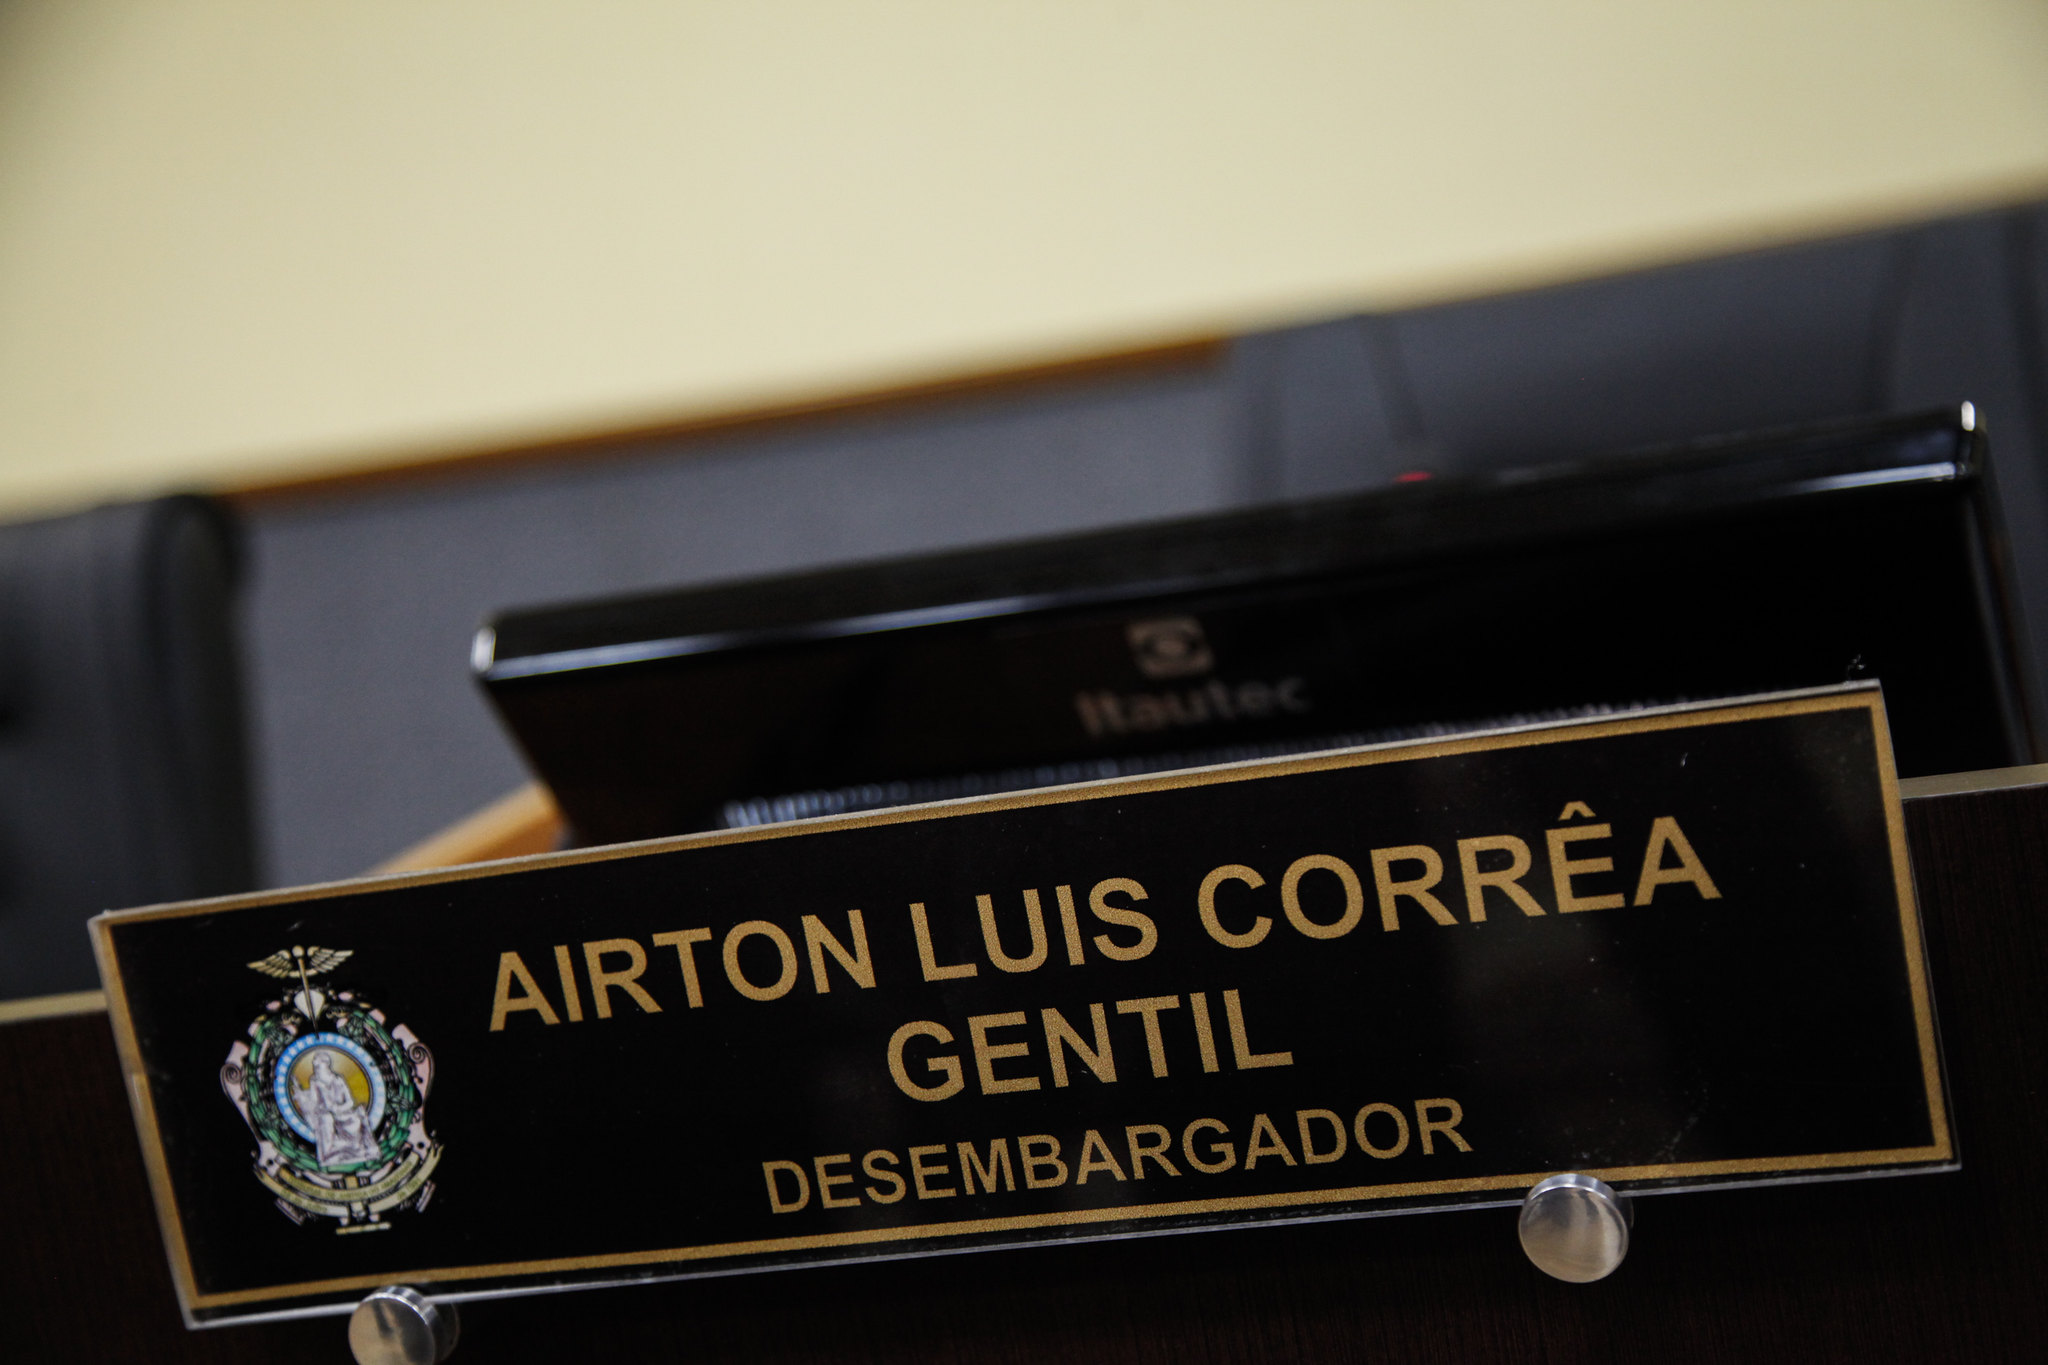 Itautec
AIRTON LUIS CORRÊA
GENTIL
DESEMBARGADOR